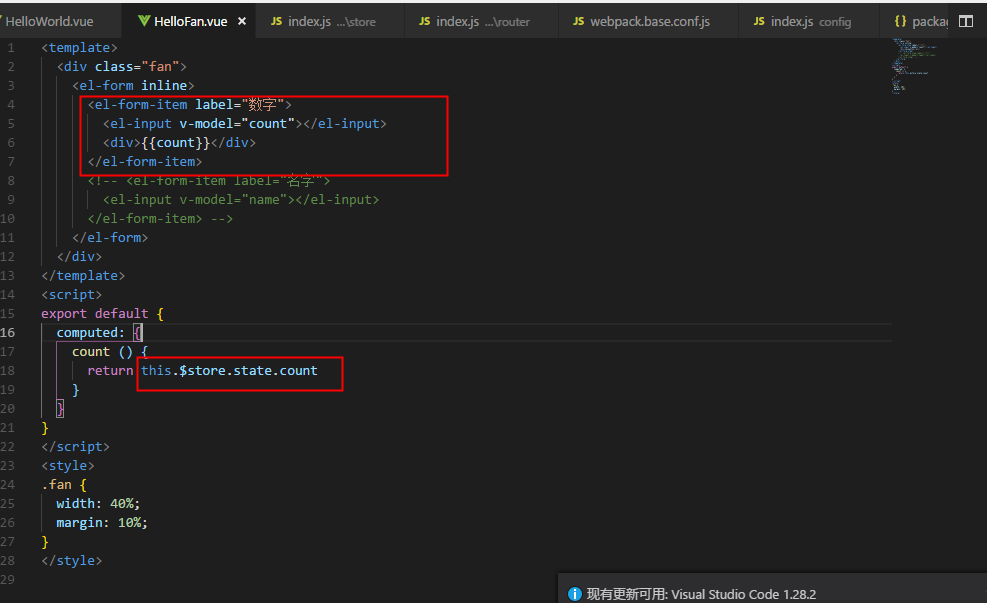 HelloWorld.vue HelloFan.vue × JS index.js ...\store JS index.js ...\router JS webpack.base.conf.js JS index.js config {} packa
1 <template>
2 <div class="fan">
3 <el-form inline>
4 <el-form-item label="数字">
5 <el-input v-model="count"></el-input>
6 <div>{{count}}</div>
7 </el-form-item>
8 <!-- <el-form-item label="名字">
9 <el-input v-model="name"></el-input>
10 </el-form-item> -->
11 </el-form>
12 </div>
13 </template>
14 <script>
15 export default {
16 computed: {
17 count () {
18 return this.$store.state.count
19 }
20 }
21 }
22 </script>
23 <style>
24 .fan {
25 width: 40%;
26 margin: 10%;
27 }
28 </style>
29
现有更新可用: Visual Studio Code 1.28.2